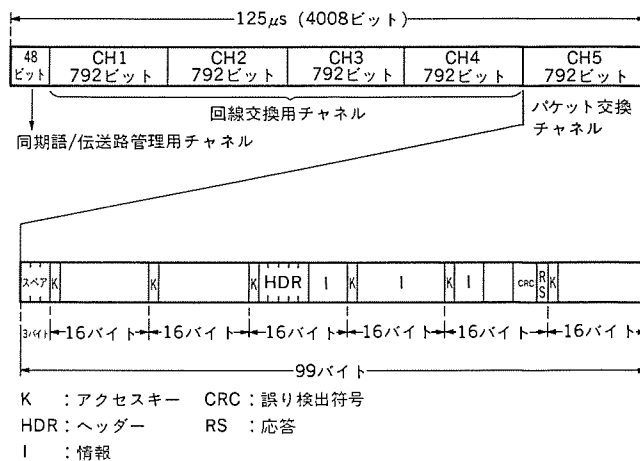 125μs (4008ビット)
48ビット CH1 792ビット CH2 792ビット CH3 792ビット CH4 792ビット CH5 792ビット
回線交換用チャネル
パケット交換チャネル
同期語/伝送路管理用チャネル
スペア K K K HDR I K I K I CRC RS K
3バイト 16バイト 16バイト 16バイト 16バイト 16バイト 16バイト
99バイト
K :アクセスキー CRC:誤り検出符号
HDR:ヘッダー RS :応答
I :情報